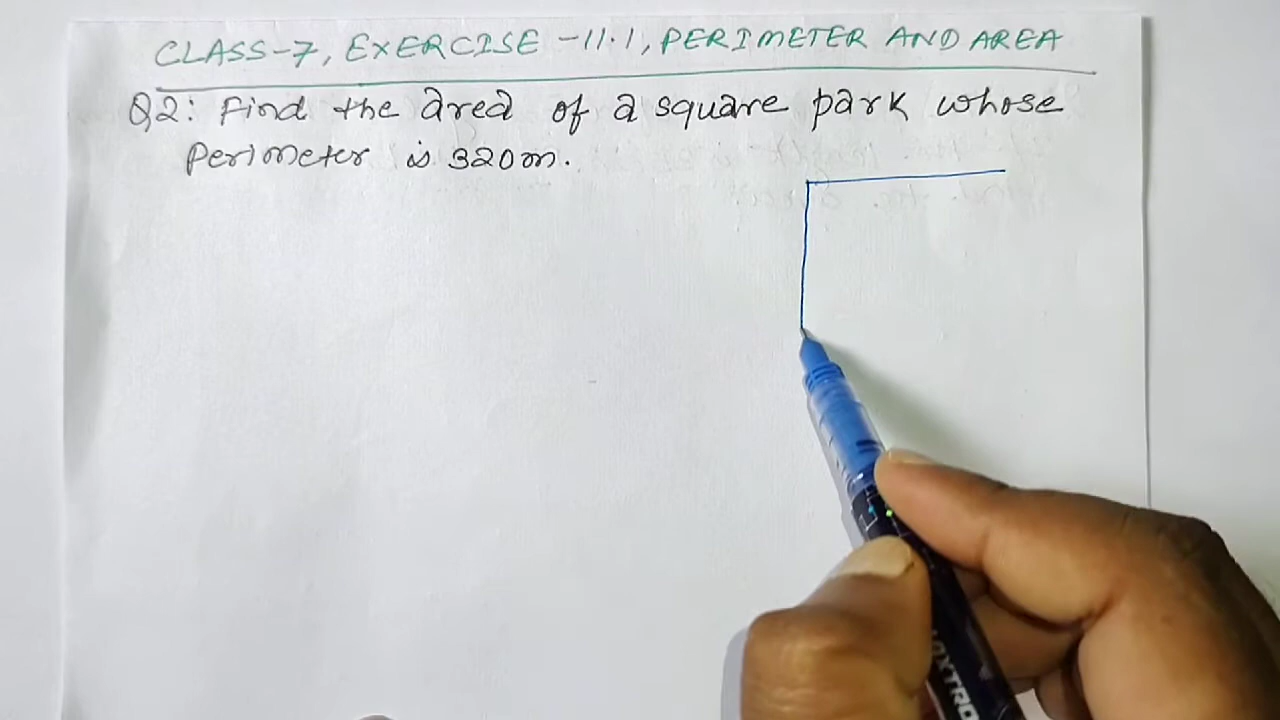 CLASS-7, EXERCISE -11.1, PERIMETER AND AREA
Q2: Find the area of a square park whose
perimeter is 320m.